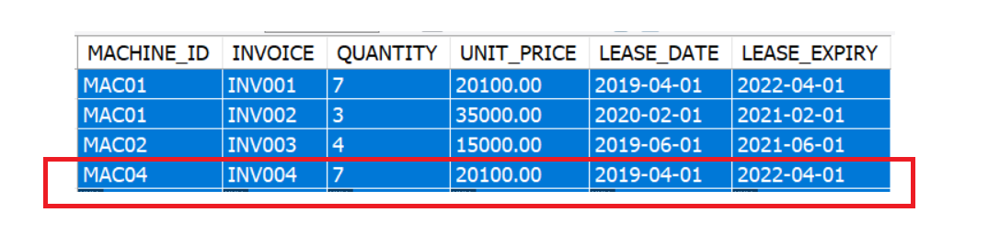 MACHINE_ID INVOICE QUANTITY UNIT_PRICE LEASE_DATE LEASE_EXPIRY
MAC01 INV001 7 20100.00 2019-04-01 2022-04-01
MAC01 INV002 3 35000.00 2020-02-01 2021-02-01
MAC02 INV003 4 15000.00 2019-06-01 2021-06-01
MAC04 INV004 7 20100.00 2019-04-01 2022-04-01